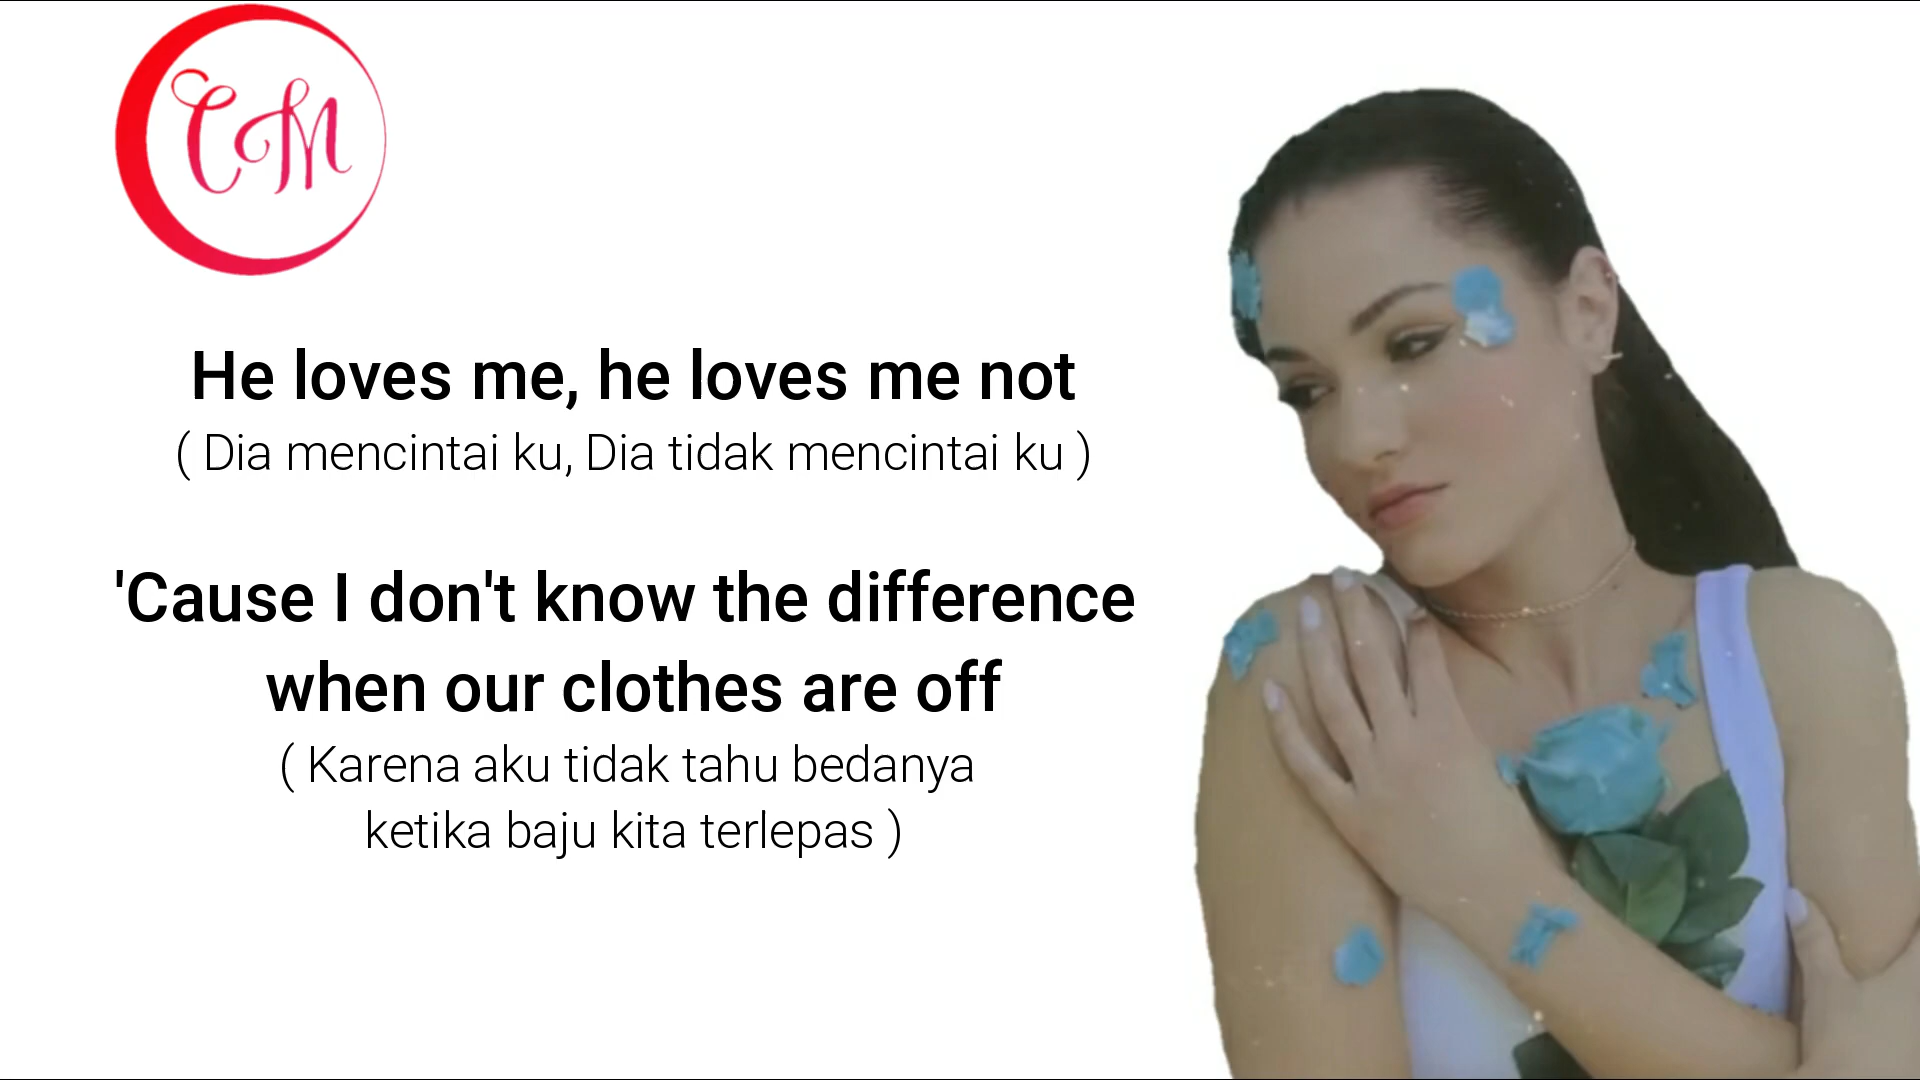 CM
He loves me, he loves me not
( Dia mencintai ku, Dia tidak mencintai ku )
'Cause I don't know the difference
when our clothes are off
( Karena aku tidak tahu bedanya
ketika baju kita terlepas )